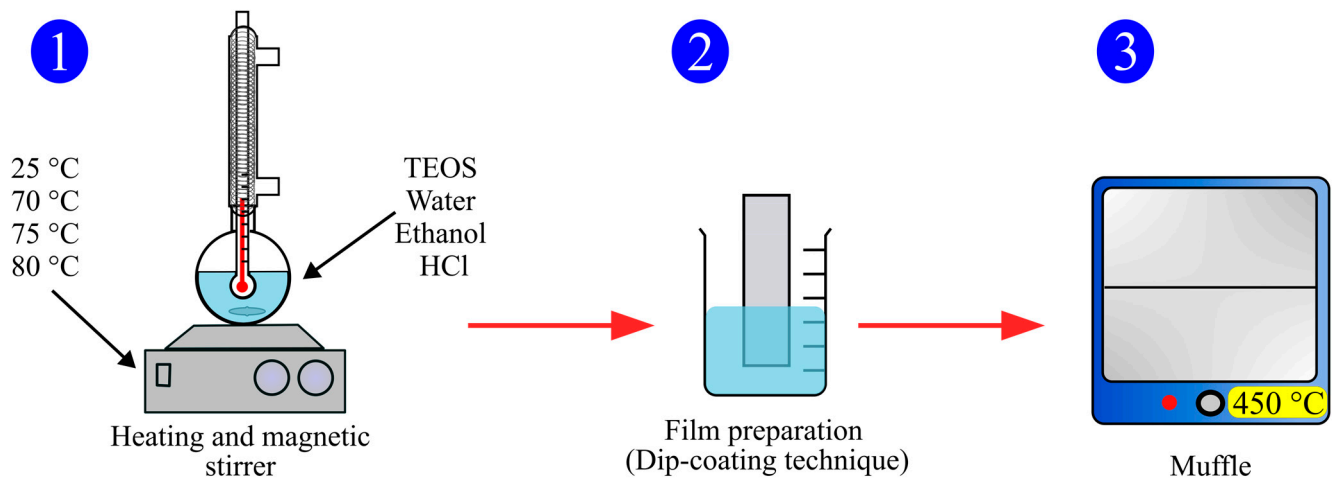 1
25 °C
70 °C
75 °C
80 °C
TEOS
Water
Ethanol
HCl
Heating and magnetic
stirrer
2
Film preparation
(Dip-coating technique)
3
450 °C
Muffle